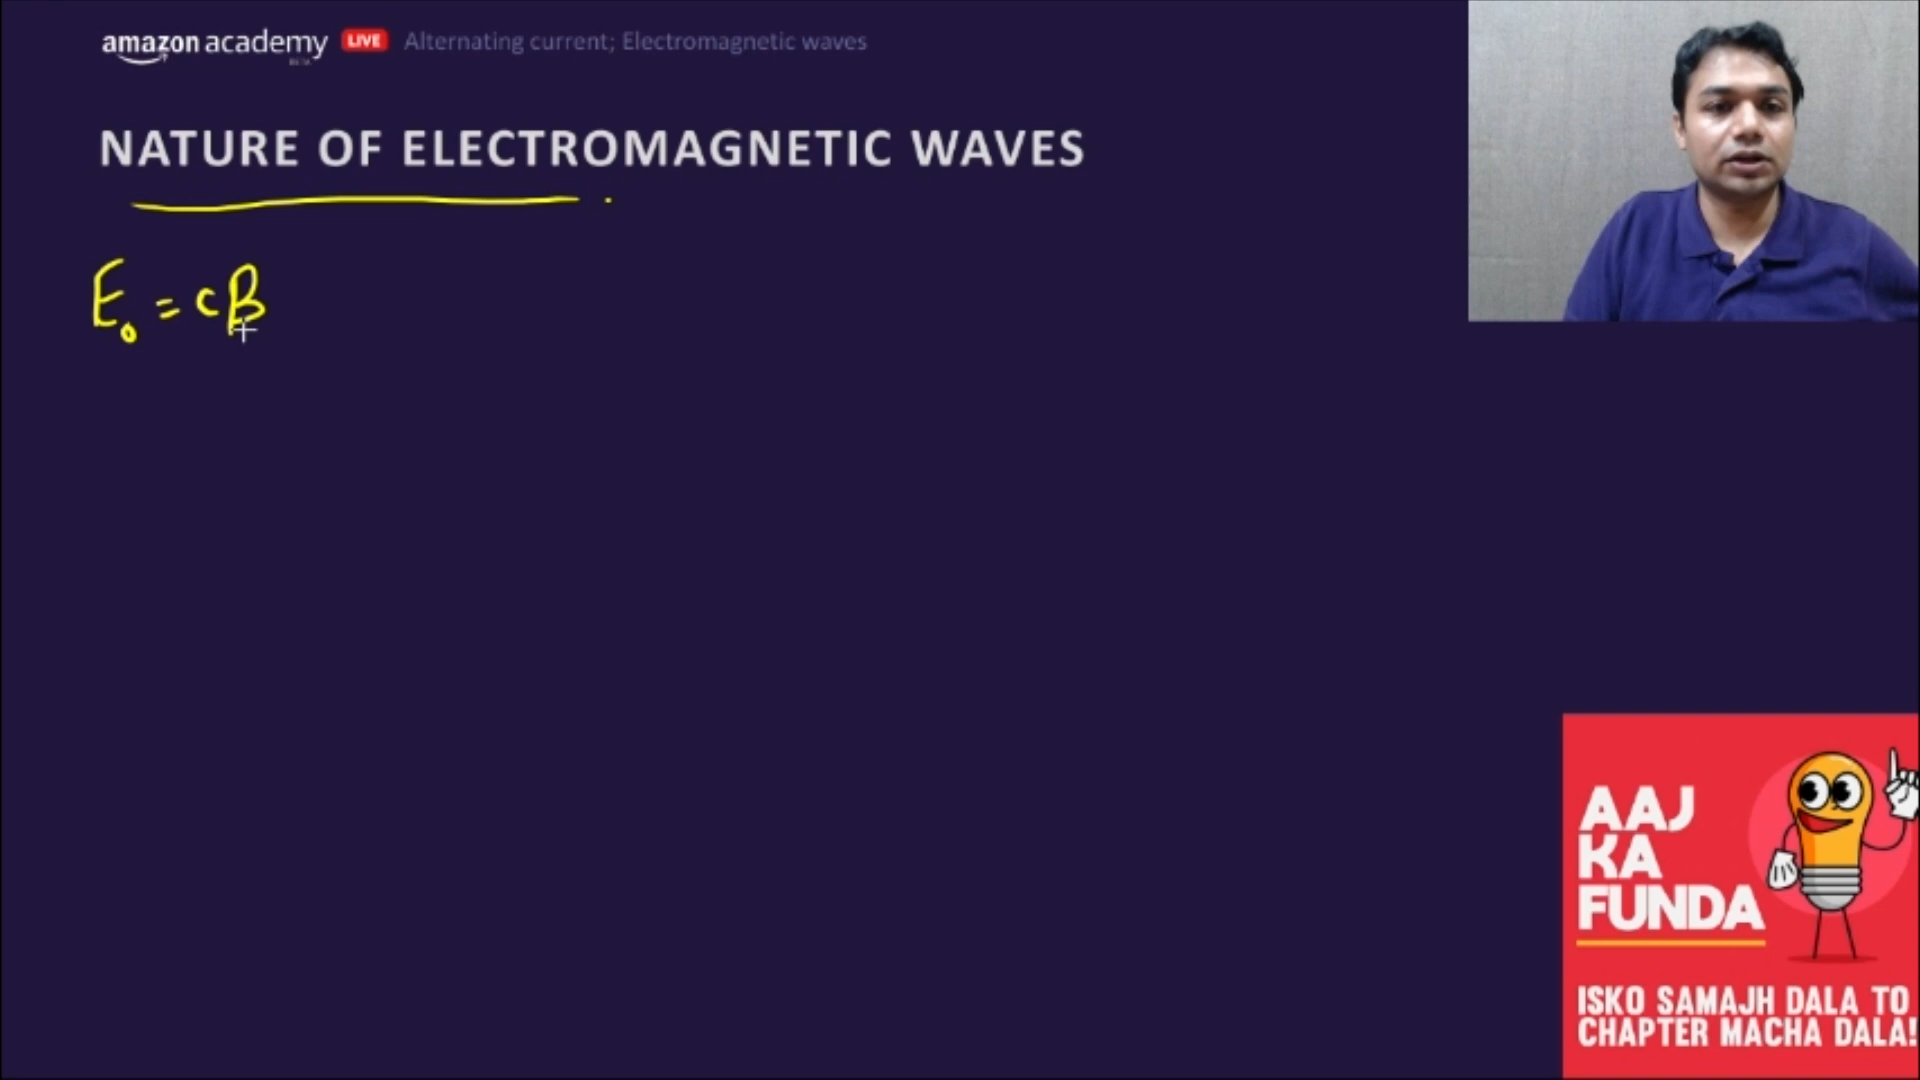 amazon academy LIVE Alternating current; Electromagnetic waves
BETA
NATURE OF ELECTROMAGNETIC WAVES
E₀ = cB
AAJ
KA
FUNDA
ISKO SAMAJH DALA TO
CHAPTER MACHA DALA!